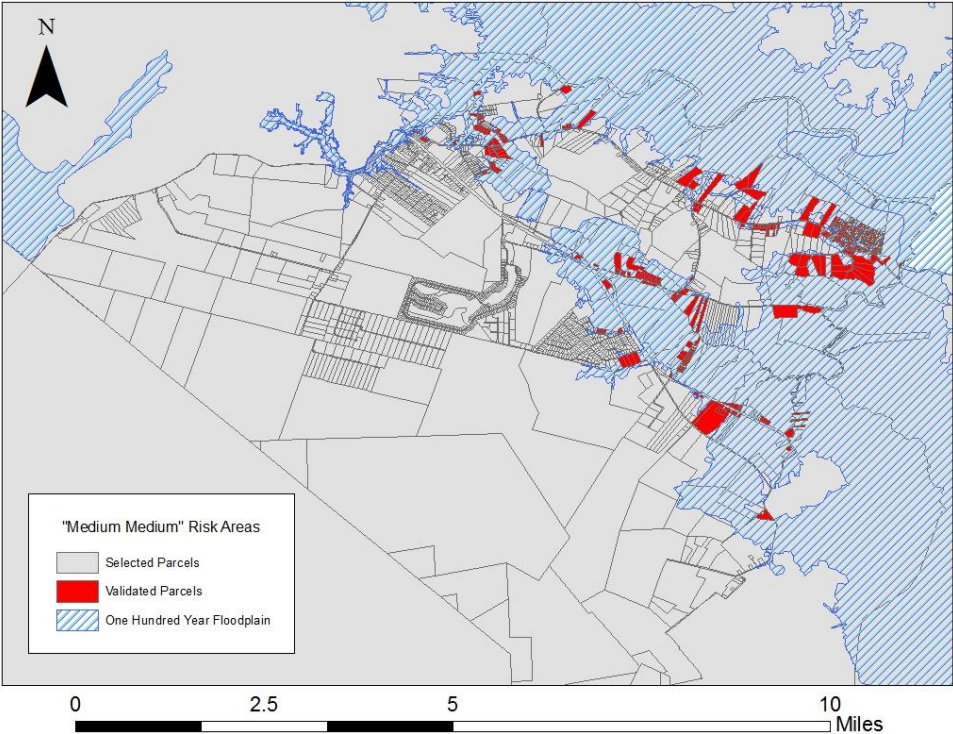 N
"Medium Medium" Risk Areas
Selected Parcels
Validated Parcels
One Hundred Year Floodplain
0 2.5 5 10
Miles